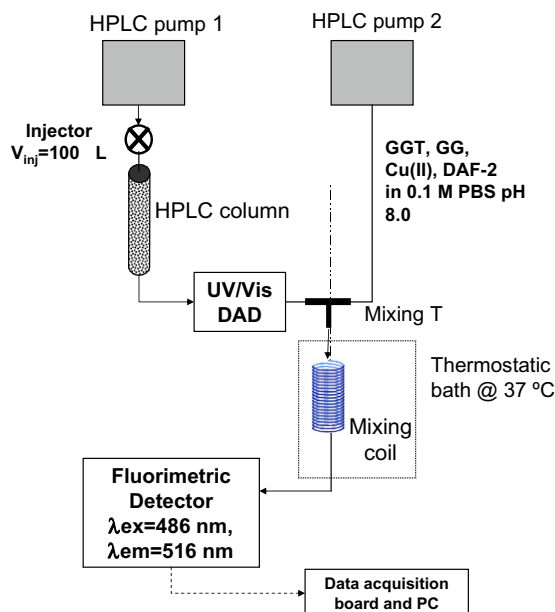 HPLC pump 1
HPLC pump 2
Injector
Vinj=100 L
GGT, GG,
Cu(II), DAF-2
in 0.1 M PBS pH
8.0
HPLC column
UV/Vis
DAD
Mixing T
Thermostatic
bath @ 37 ºC
Mixing
coil
Fluorimetric
Detector
λex=486 nm,
λem=516 nm
Data acquisition
board and PC